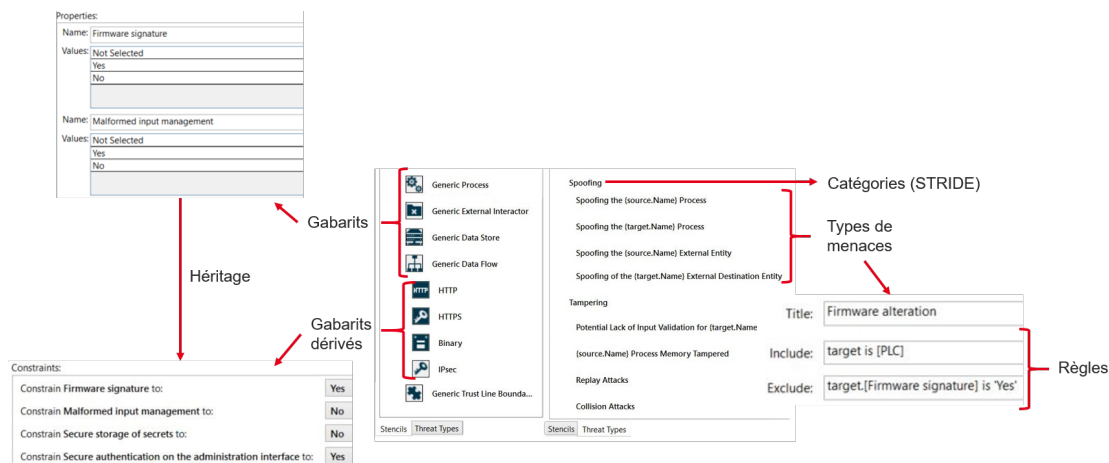 Properties:
Name: Firmware signature
Values: Not Selected
Yes
No
Name: Malformed input management
Values: Not Selected
Yes
No
Gabarits
Héritage
Gabarits
dérivés
Constraints:
Constrain Firmware signature to: Yes
Constrain Malformed input management to: No
Constrain Secure storage of secrets to: No
Constrain Secure authentication on the administration interface to: Yes
Generic Process
Generic External Interactor
Generic Data Store
Generic Data Flow
HTTP HTTP
HTTPS
Binary
IPsec
Generic Trust Line Bounda...
Stencils Threat Types
Spoofing
Spoofing the (source.Name) Process
Spoofing the (target.Name) Process
Spoofing the (source.Name) External Entity
Spoofing of the (target.Name) External Destination Entity
Tampering
Potential Lack of Input Validation for (target.Name
(source.Name) Process Memory Tampered
Replay Attacks
Collision Attacks
Stencils Threat Types
Catégories (STRIDE)
Types de
menaces
Title: Firmware alteration
Include: target is [PLC]
Exclude: target.[Firmware signature] is 'Yes'
Règles